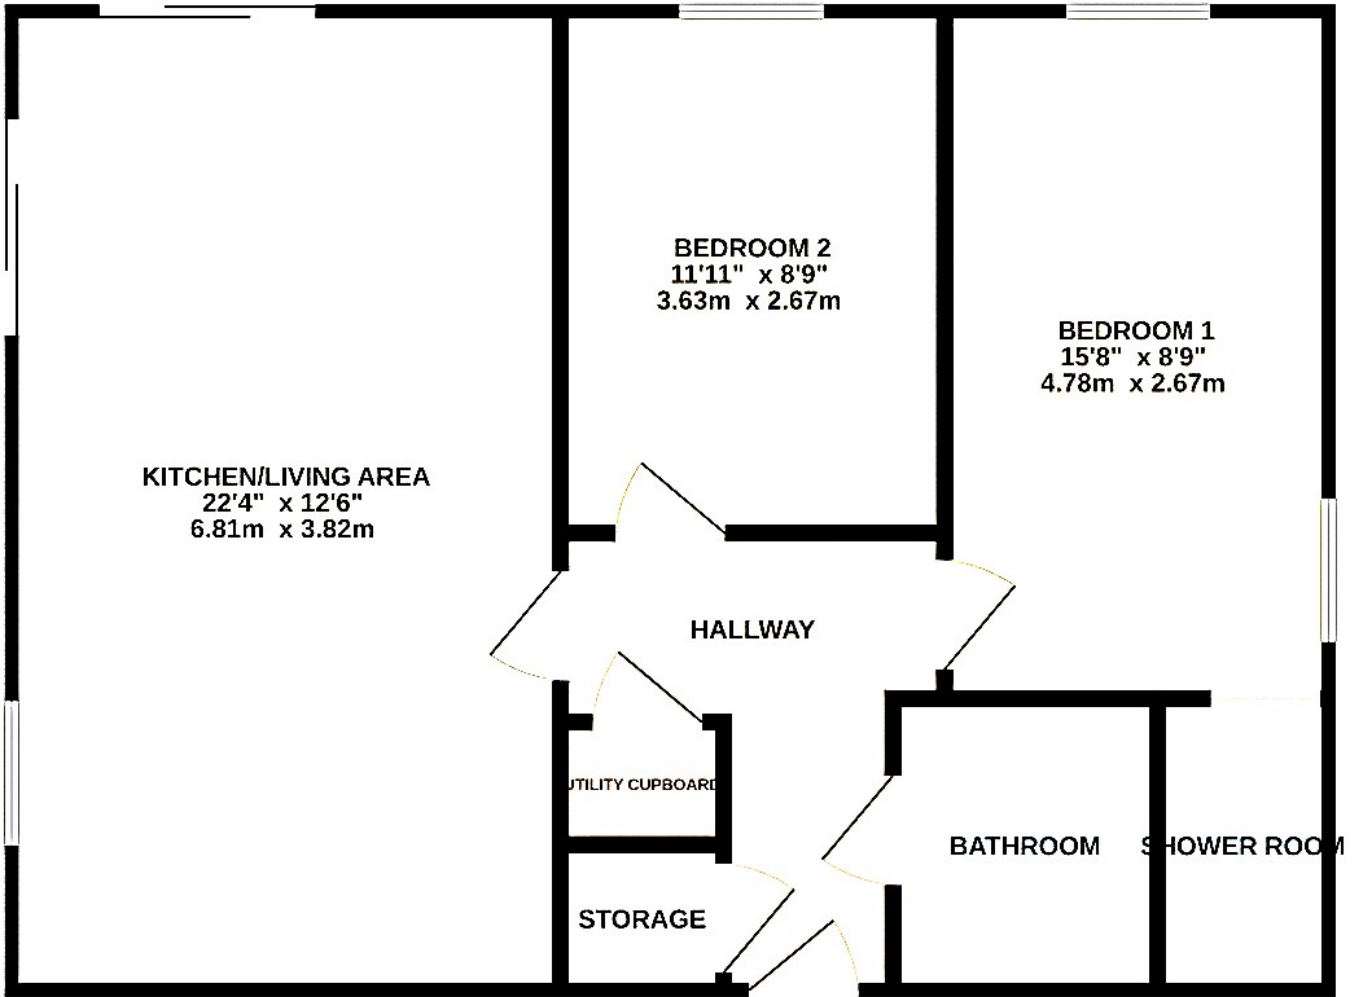 BEDROOM 2
11'11" x 8'9"
3.63m x 2.67m
BEDROOM 1
15'8" x 8'9"
4.78m x 2.67m
KITCHEN/LIVING AREA
22'4" x 12'6"
6.81m x 3.82m
HALLWAY
UTILITY CUPBOARD
BATHROOM
SHOWER ROOM
STORAGE